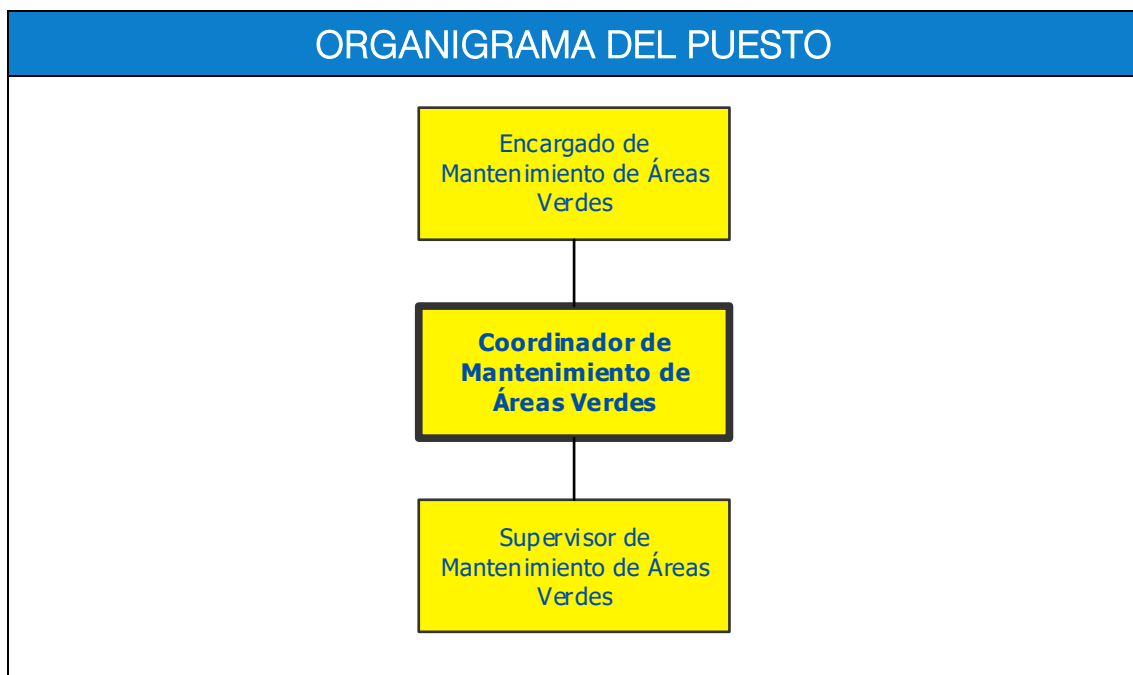 ORGANIGRAMA DEL PUESTO
Encargado de
Mantenimiento de Áreas
Verdes
Coordinador de
Mantenimiento de
Áreas Verdes
Supervisor de
Mantenimiento de Áreas
Verdes